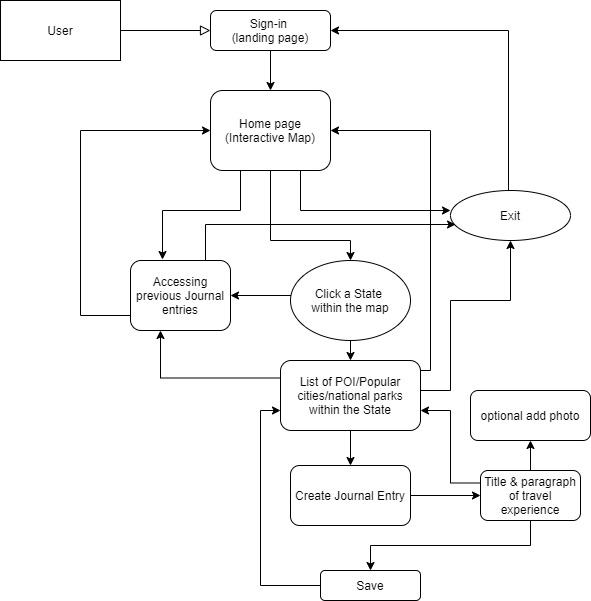 User
Sign-in
(landing page)
Home page
(Interactive Map)
Exit
Accessing
previous Journal
entries
Click a State
within the map
List of POI/Popular
cities/national parks
within the State
optional add photo
Create Journal Entry
Title & paragraph
of travel
experience
Save